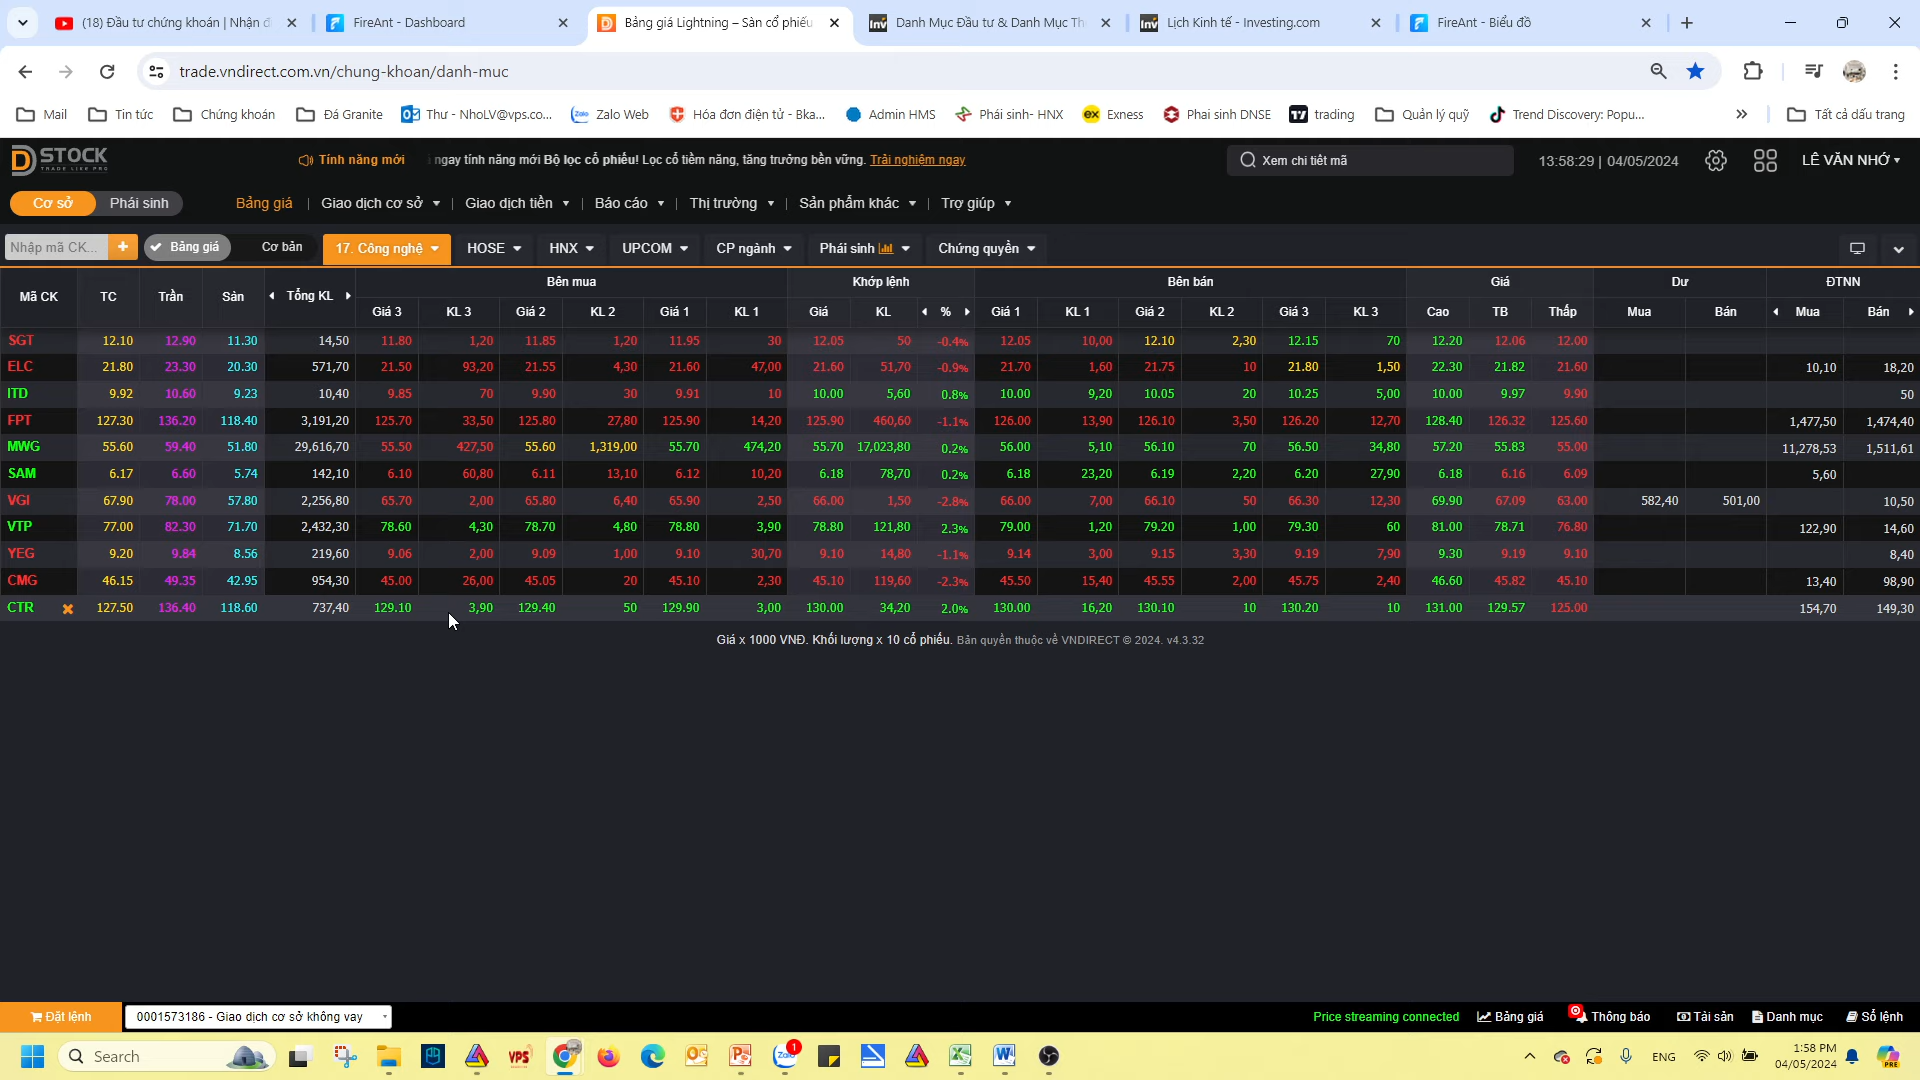 (18) Đầu tư chứng khoán | Nhận đ
FireAnt - Dashboard
Bảng giá Lightning – Sàn cổ phiếu
Danh Mục Đầu tư & Danh Mục Th
Lịch Kinh tế - Investing.com
FireAnt - Biểu đồ
trade.vndirect.com.vn/chung-khoan/danh-muc
Mail Tin tức Chứng khoán Đá Granite Thư - NhoLV@vps.co... Zalo Web Hóa đơn điện tử - Bka... Admin HMS Phái sinh- HNX Exness Phai sinh DNSE trading Quản lý quỹ Trend Discovery: Popu... Tất cả dấu trang
DSTOCK
TRADE LIKE PRO
Tính năng mới
ngay tính năng mới Bộ lọc cổ phiếu! Lọc cổ tiềm năng, tăng trưởng bền vững. Trải nghiệm ngay
Xem chi tiết mã
13:58:29 | 04/05/2024
LÊ VĂN NHỚ
Cơ sở Phái sinh Bảng giá | Giao dịch cơ sở | Giao dịch tiền | Báo cáo | Thị trường | Sản phẩm khác | Trợ giúp
Nhập mã CK... + Bảng giá Cơ bản 17. Công nghệ HOSE HNX UPCOM CP ngành Phái sinh Chứng quyền
Mã CK TC Trần Sàn Tổng KL Bên mua Khớp lệnh Bên bán Giá Dư ĐTNN
Giá 3 KL 3 Giá 2 KL 2 Giá 1 KL 1 Giá KL % Giá 1 KL 1 Giá 2 KL 2 Giá 3 KL 3 Cao TB Thấp Mua Bán Mua Bán
SGT 12.10 12.90 11.30 14,50 11.80 1,20 11.85 1,20 11.95 30 12.05 50 -0.4% 12.05 10,00 12.10 2,30 12.15 70 12.20 12.06 12.00
ELC 21.80 23.30 20.30 571,70 21.50 93,20 21.55 4,30 21.60 47,00 21.60 51,70 -0.9% 21.70 1,60 21.75 10 21.80 1,50 22.30 21.82 21.60 10,10 18,20
ITD 9.92 10.60 9.23 10,40 9.85 70 9.90 30 9.91 10 10.00 5,60 0.8% 10.00 9,20 10.05 20 10.25 5,00 10.00 9.97 9.90 50
FPT 127.30 136.20 118.40 3,191,20 125.70 33,50 125.80 27,80 125.90 14,20 125.90 460,60 -1.1% 126.00 13,90 126.10 3,50 126.20 12,70 128.40 126.32 125.60 1,477,50 1,474,40
MWG 55.60 59.40 51.80 29,616,70 55.50 427,50 55.60 1,319,00 55.70 474,20 55.70 17,023,80 0.2% 56.00 5,10 56.10 70 56.50 34,80 57.20 55.83 55.00 11,278,53 1,511,61
SAM 6.17 6.60 5.74 142,10 6.10 60,80 6.11 13,10 6.12 10,20 6.18 78,70 0.2% 6.18 23,20 6.19 2,20 6.20 27,90 6.18 6.16 6.09 5,60
VGI 67.90 78.00 57.80 2,256,80 65.70 2,00 65.80 6,40 65.90 2,50 66.00 1,50 -2.8% 66.00 7,00 66.10 50 66.30 12,30 69.90 67.09 63.00 582,40 501,00 10,50
VTP 77.00 82.30 71.70 2,432,30 78.60 4,30 78.70 4,80 78.80 3,90 78.80 121,80 2.3% 79.00 1,20 79.20 1,00 79.30 60 81.00 78.71 76.80 122,90 14,60
YEG 9.20 9.84 8.56 219,60 9.06 2,00 9.09 1,00 9.10 30,70 9.10 14,80 -1.1% 9.14 3,00 9.15 3,30 9.19 7,90 9.30 9.19 9.10 8,40
CMG 46.15 49.35 42.95 954,30 45.00 26,00 45.05 20 45.10 2,30 45.10 119,60 -2.3% 45.50 15,40 45.55 2,00 45.75 2,40 46.60 45.82 45.10 13,40 98,90
CTR 127.50 136.40 118.60 737,40 129.10 3,90 129.40 50 129.90 3,00 130.00 34,20 2.0% 130.00 16,20 130.10 10 130.20 10 131.00 129.57 125.00 154,70 149,30
Giá x 1000 VNĐ. Khối lượng x 10 cổ phiếu. Bản quyền thuộc về VNDIRECT © 2024. v4.3.32
Đặt lệnh 0001573186 - Giao dịch cơ sở không vay Price streaming connected Bảng giá Thông báo Tài sản Danh mục Sổ lệnh
Search VPS Zalo 1 ENG 1:58 PM
04/05/2024